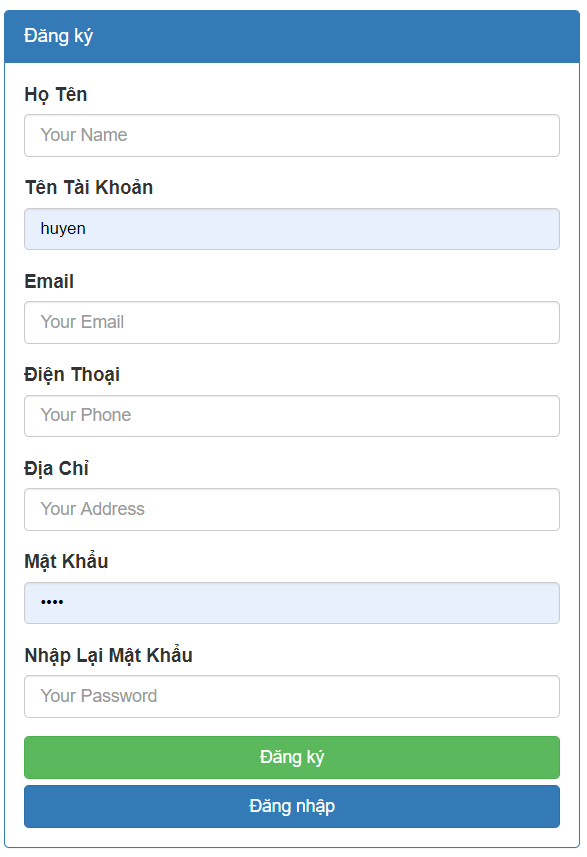 Đăng ký
Họ Tên
Your Name
Tên Tài Khoản
huyen
Email
Your Email
Điện Thoại
Your Phone
Địa Chỉ
Your Address
Mật Khẩu
••••
Nhập Lại Mật Khẩu
Your Password
Đăng ký
Đăng nhập